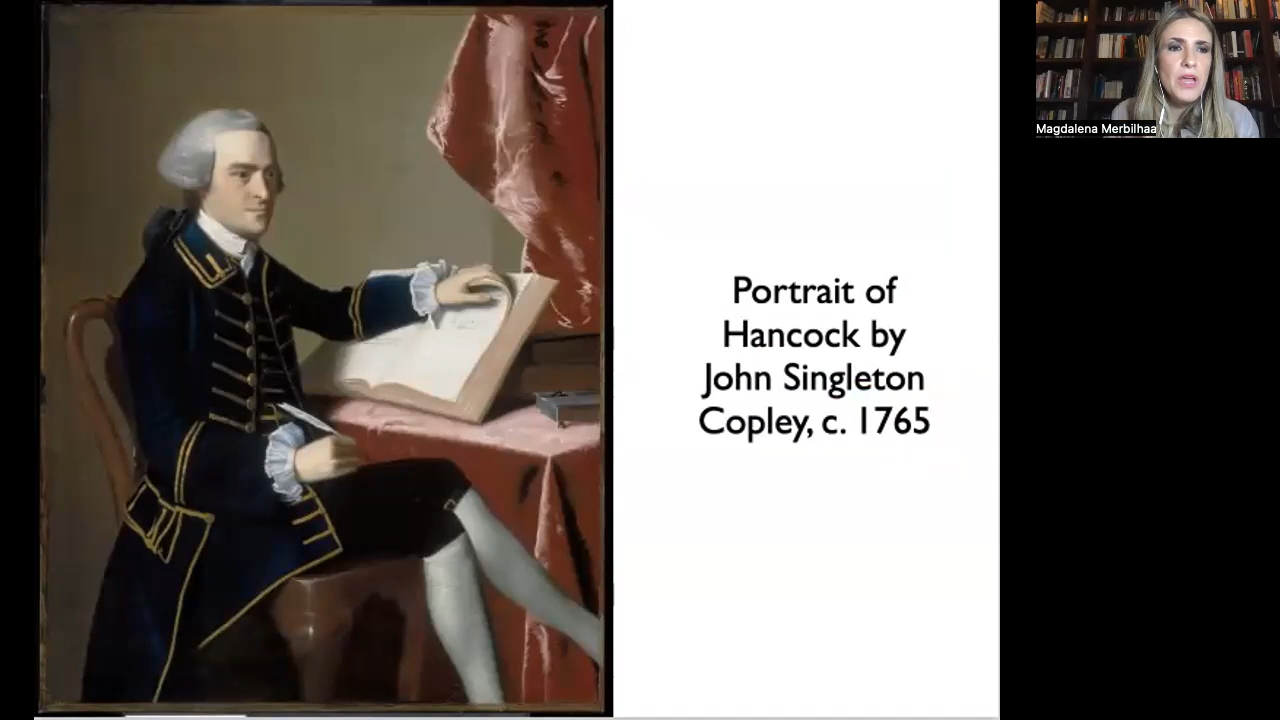 Portrait of
Hancock by
John Singleton
Copley, c. 1765
Magdalena Merbilhaa